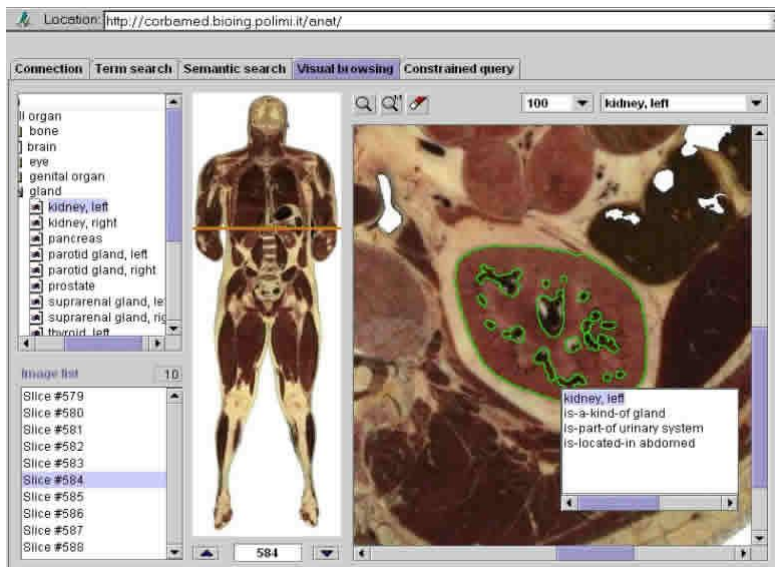 Location: http://corbamed.bioing.polimi.it/anat/
Connection Term search Semantic search Visual browsing Constrained query
100 kidney, left
ll organ
bone
brain
eye
genital organ
gland
kidney, left
kidney, right
pancreas
parotid gland, left
parotid gland, right
prostate
suprarenal gland, le
suprarenal gland, rig
thyroid, left
Image list 10
Slice #579
Slice #580
Slice #581
Slice #582
Slice #583
Slice #584
Slice #585
Slice #586
Slice #587
Slice #588
584
kidney, left
is-a-kind-of gland
is-part-of urinary system
is-located-in abdomed